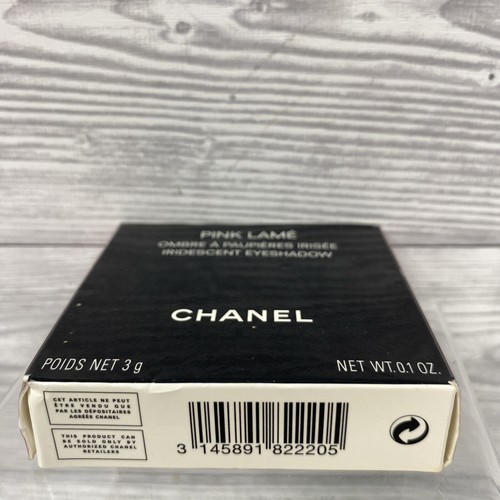 PINK LAMÉ
OMBRE À PAUPIÈRES IRISÉE
IRIDESCENT EYESHADOW
CHANEL
POIDS NET 3 g
NET WT.0.1 OZ.
CET ARTICLE NE PEUT
ÊTRE VENDU QUE
PAR LES DÉPOSITAIRES
AGRÉÉS CHANEL
THIS PRODUCT CAN
BE SOLD ONLY BY
AUTHORIZED CHANEL
RETAILERS
3 145891 822205